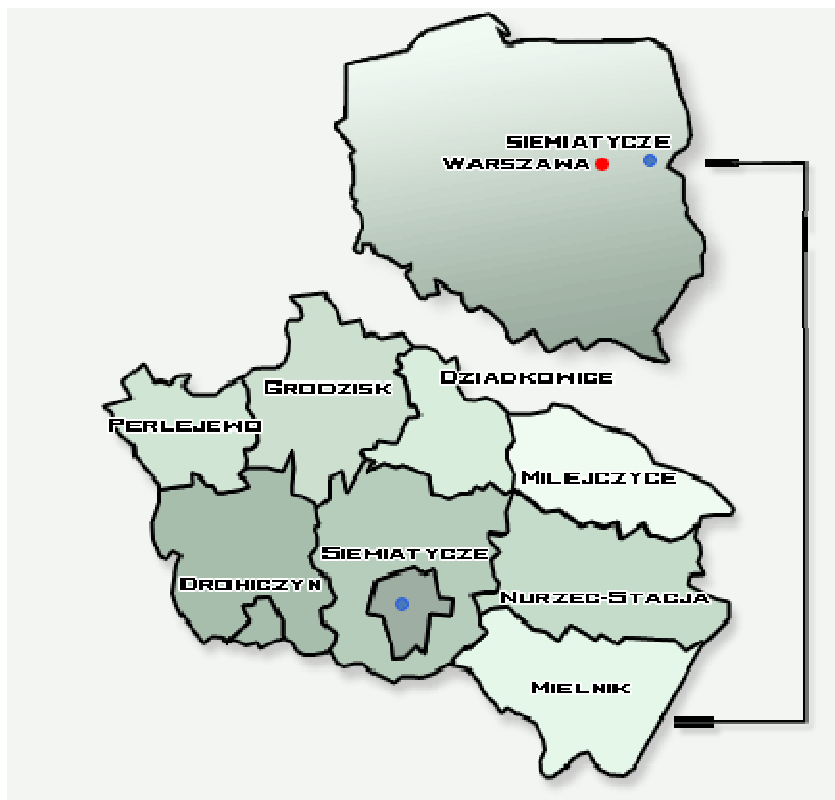 SIEMIATYCZE
WARSZAWA
DZIADKOWICE
GRODZISK
PERLEJEWO
MILEJCZYCE
SIEMIATYCZE
DROHICZYN
NURZEC-STACJA
MIELNIK